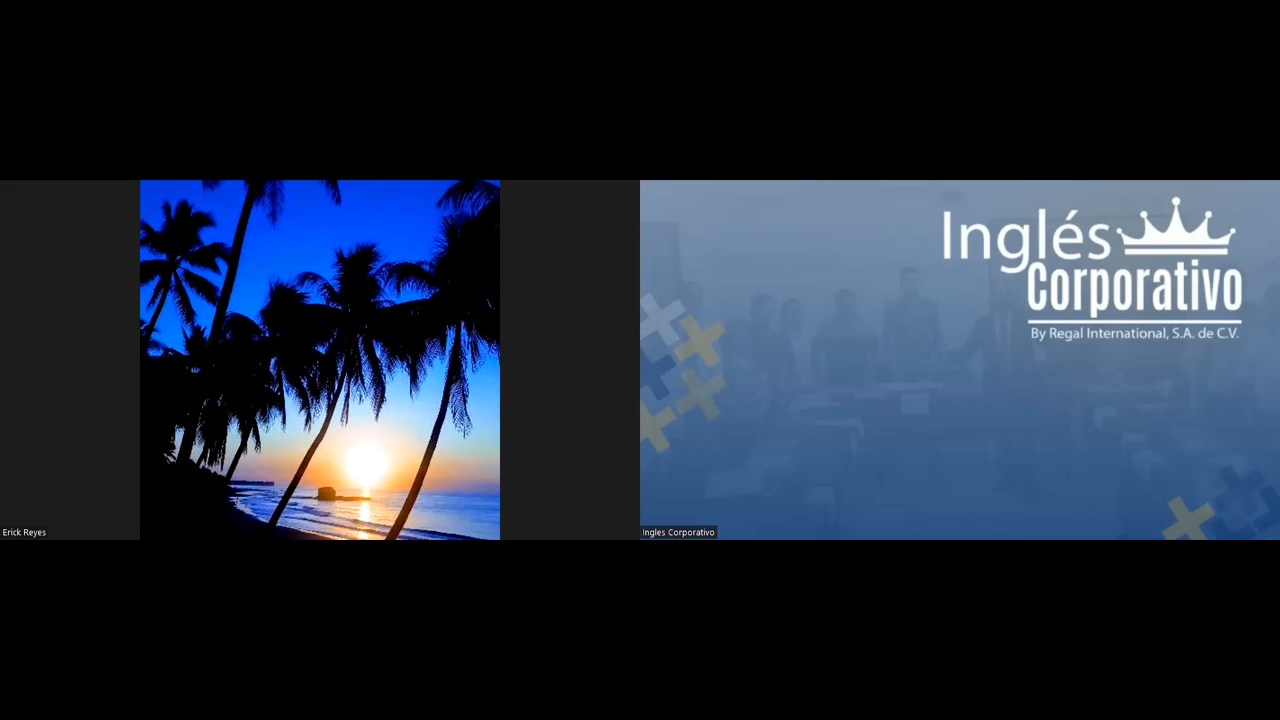 Inglés
Corporativo
By Regal International, S.A. de C.V.
Erick Reyes
Ingles Corporativo